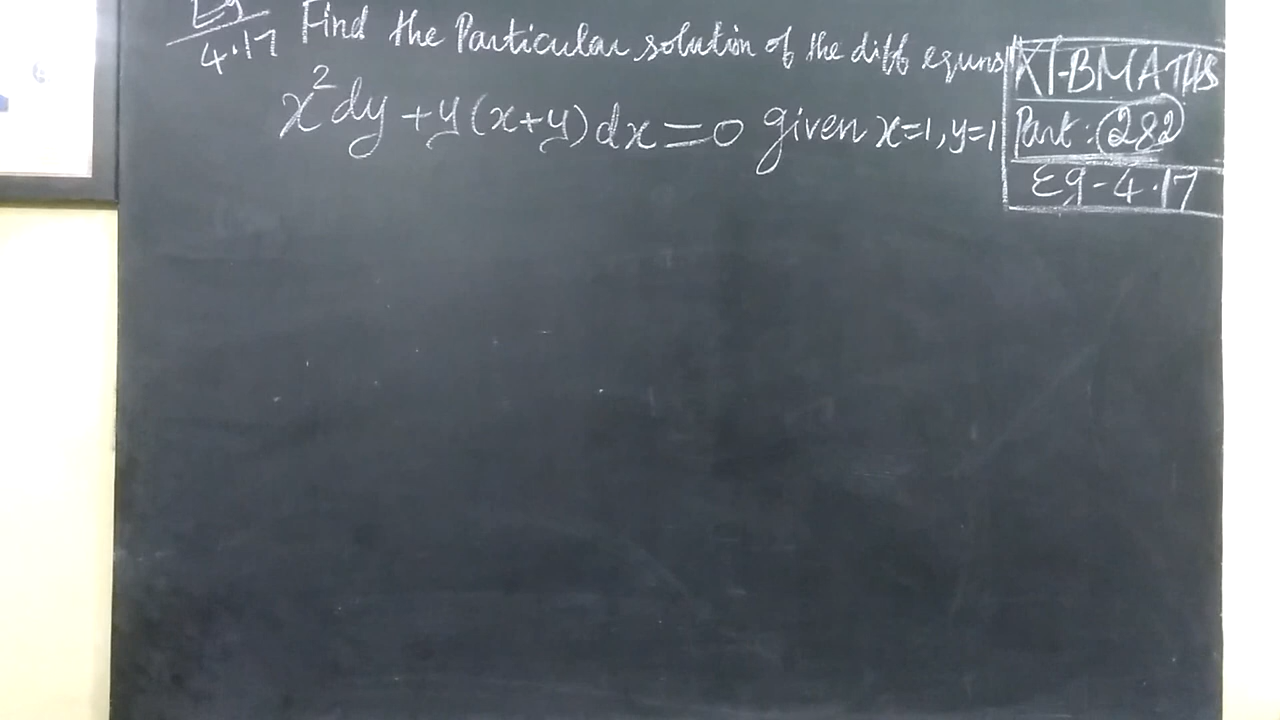 Eg
4.17 Find the Particular solution of the diff equns
x²dy + y(x+y)dx = 0 given x=1, y=1
XI-BMATHS
Part: 282
Eg-4.17